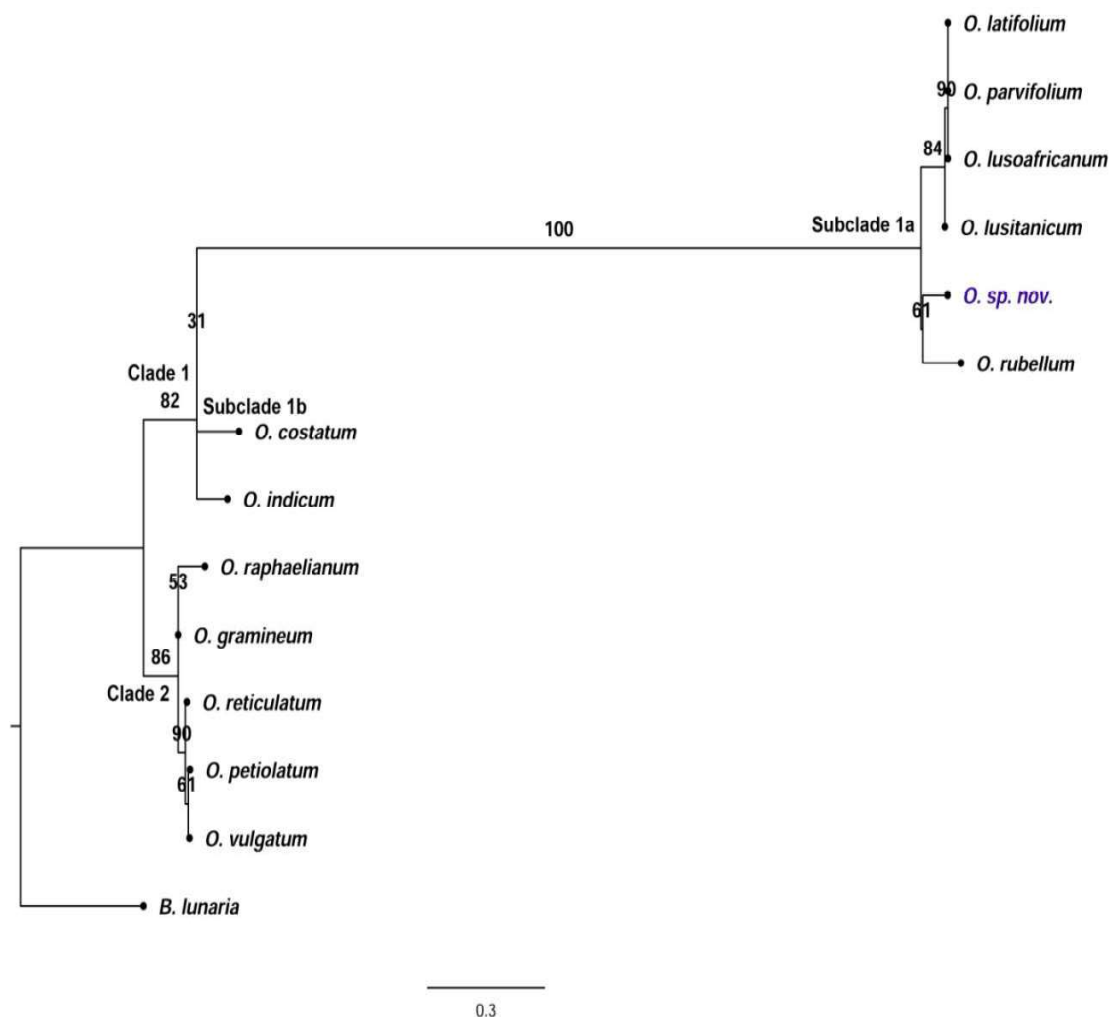 O. latifolium
90
O. parvifolium
84
O. lusoafricanum
Subclade 1a
O. lusitanicum
100
O. sp. nov.
61
31
O. rubellum
Clade 1
82
Subclade 1b
O. costatum
O. indicum
O. raphaelianum
53
O. gramineum
86
Clade 2
O. reticulatum
90
O. petiolatum
61
O. vulgatum
B. lunaria
0.3